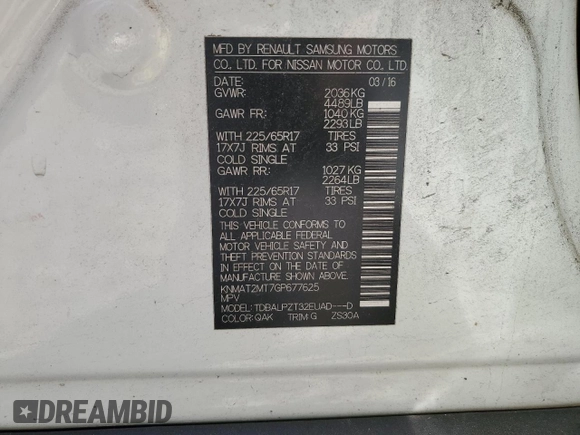 MFD BY RENAULT SAMSUNG MOTORS
CO., LTD. FOR NISSAN MOTOR CO., LTD.
DATE: 03/16
GVWR: 2036KG
4489LB
GAWR FR: 1040 KG
2293LB
WITH 225/65R17 TIRES
17X7J RIMS AT 33 PSI
COLD SINGLE
GAWR RR: 1027 KG
2264LB
WITH 225/65R17 TIRES
17X7J RIMS AT 33 PSI
COLD SINGLE
THIS VEHICLE CONFORMS TO
ALL APPLICABLE FEDERAL
MOTOR VEHICLE SAFETY AND
THEFT PREVENTION STANDARDS
IN EFFECT ON THE DATE OF
MANUFACTURE SHOWN ABOVE.
KNMAT2MT7GP677625
MPV
MODEL: TDBALPZT32EUAD---D
COLOR: QAK TRIM G ZS30A
DREAMBID